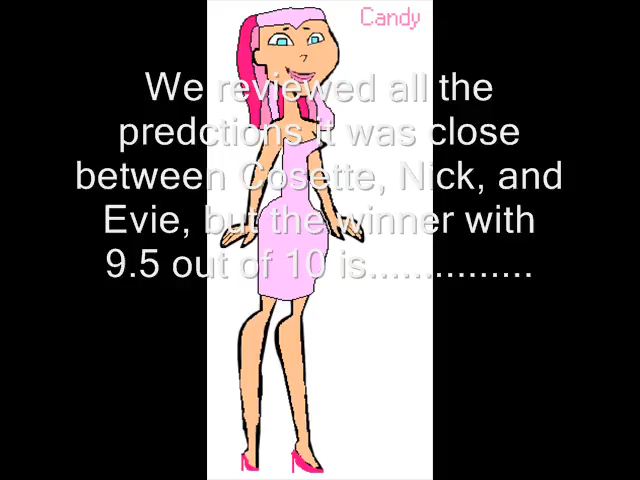 Candy
We reviewed all the
predctions it was close
between Cosette, Nick, and
Evie, but the winner with
9.5 out of 10 is...............